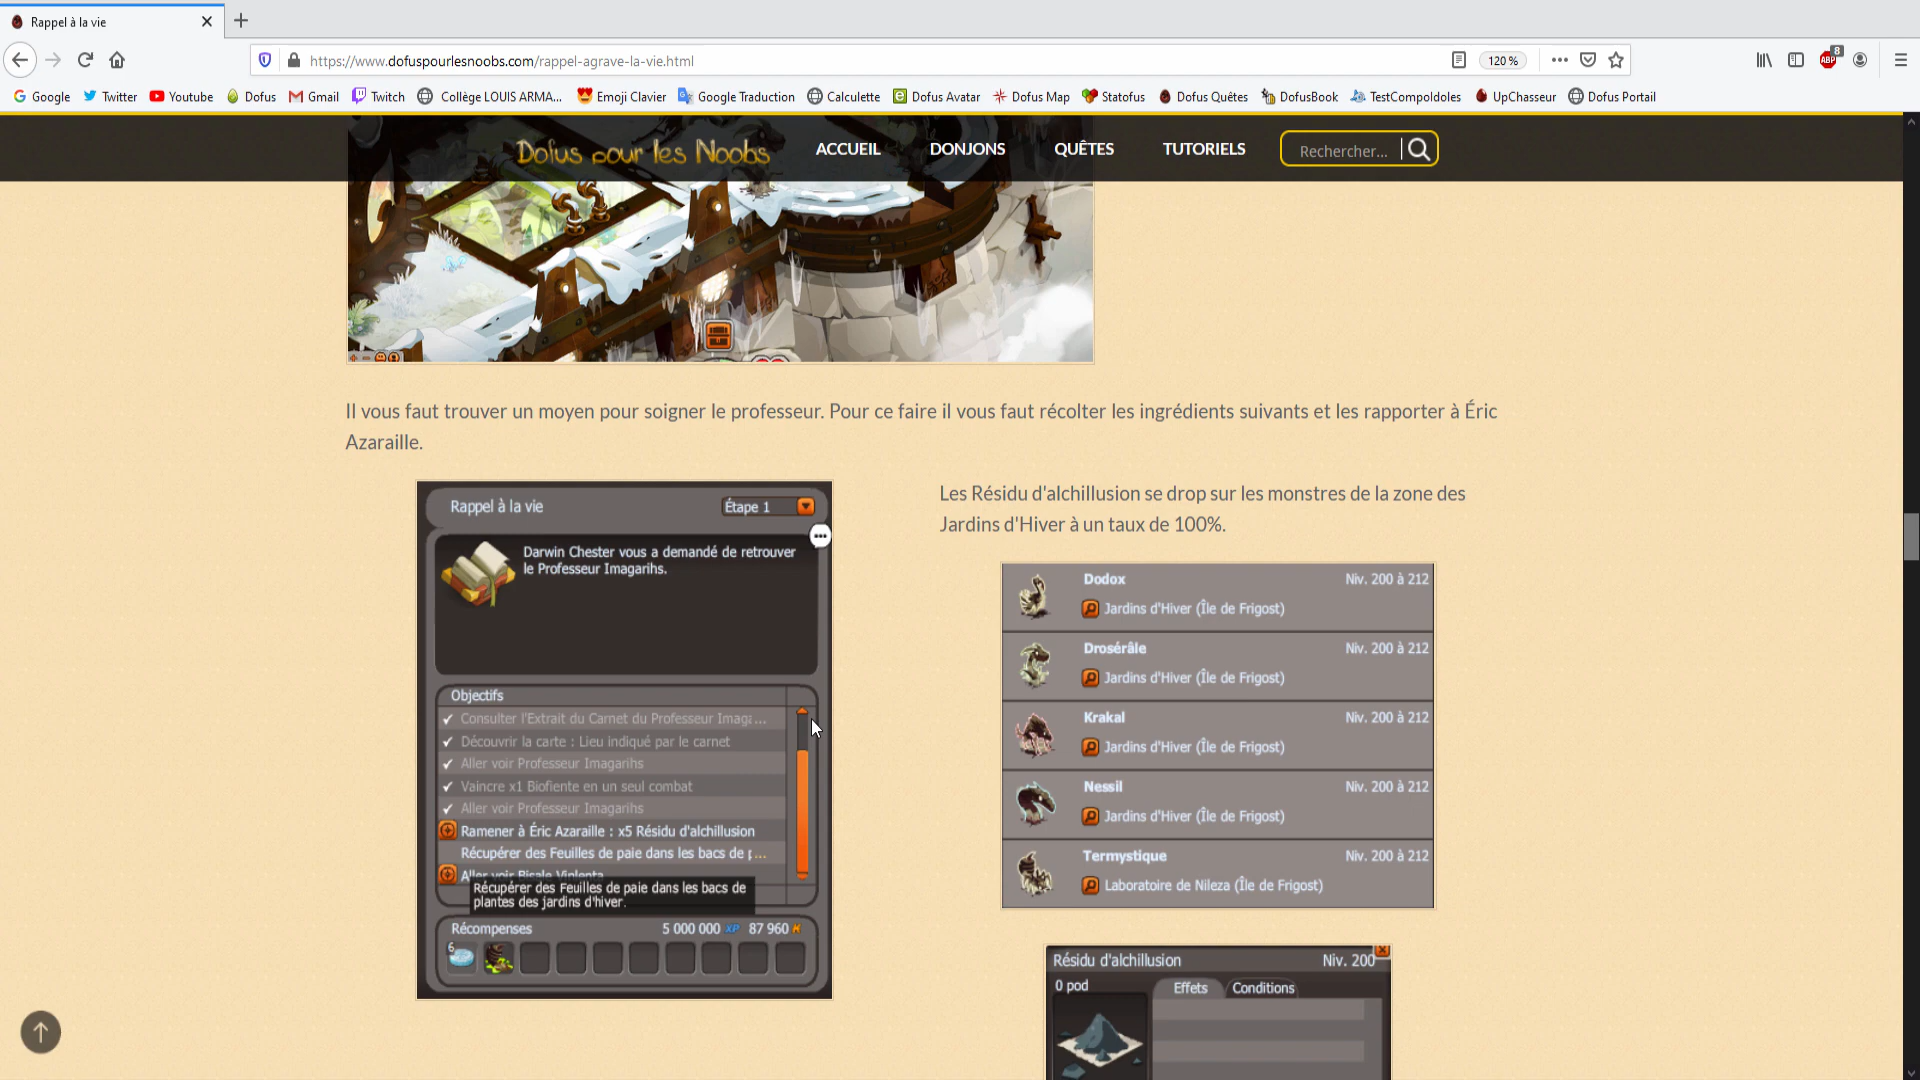 Rappel à la vie
https://www.dofuspourlesnoobs.com/rappel-agrave-la-vie.html
120 %
8
ABP
Google
Twitter
Youtube
Dofus
Gmail
Twitch
Collège LOUIS ARMA...
Emoji Clavier
Google Traduction
Calculette
Dofus Avatar
Dofus Map
Statofus
Dofus Quêtes
DofusBook
TestCompoIdoles
UpChasseur
Dofus Portail
Dofus pour les Noobs
ACCUEIL
DONJONS
QUÊTES
TUTORIELS
Rechercher...
Il vous faut trouver un moyen pour soigner le professeur. Pour ce faire il vous faut récolter les ingrédients suivants et les rapporter à Éric
Azaraille.
Rappel à la vie
Étape 1
Darwin Chester vous a demandé de retrouver
le Professeur Imagarihs.
Objectifs
Consulter l'Extrait du Carnet du Professeur Imaga...
Découvrir la carte : Lieu indiqué par le carnet
Aller voir Professeur Imagarihs
Vaincre x1 Biofiente en un seul combat
Aller voir Professeur Imagarihs
Ramener à Éric Azaraille : x5 Résidu d'alchillusion
Récupérer des Feuilles de paie dans les bacs de p...
Aller voir Bisale Vinlenta
Récupérer des Feuilles de paie dans les bacs de
plantes des jardins d'hiver.
Récompenses
5 000 000 XP
87 960 K
6
Les Résidu d'alchillusion se drop sur les monstres de la zone des
Jardins d'Hiver à un taux de 100%.
Dodox
Niv. 200 à 212
Jardins d'Hiver (Île de Frigost)
Drosérâle
Niv. 200 à 212
Jardins d'Hiver (Île de Frigost)
Krakal
Niv. 200 à 212
Jardins d'Hiver (Île de Frigost)
Nessil
Niv. 200 à 212
Jardins d'Hiver (Île de Frigost)
Termystique
Niv. 200 à 212
Laboratoire de Nileza (Île de Frigost)
Résidu d'alchillusion
Niv. 200
0 pod
Effets
Conditions